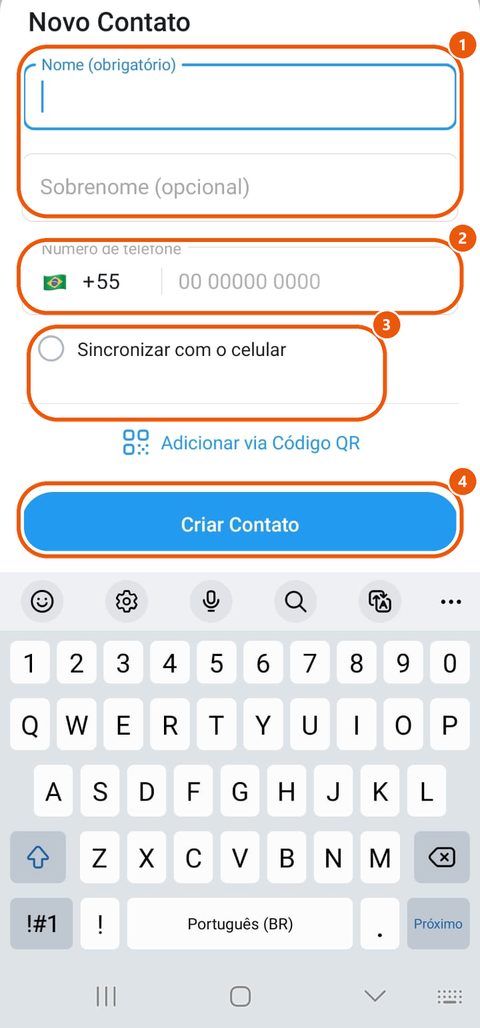 Novo Contato
1
Nome (obrigatório)
Sobrenome (opcional)
2
Número de telefone
+55 00 00000 0000
3
Sincronizar com o celular
Adicionar via Código QR
4
Criar Contato
1 2 3 4 5 6 7 8 9 0
Q W E R T Y U I O P
A S D F G H J K L
Z X C V B N M
!#1 ! Português (BR) . Próximo